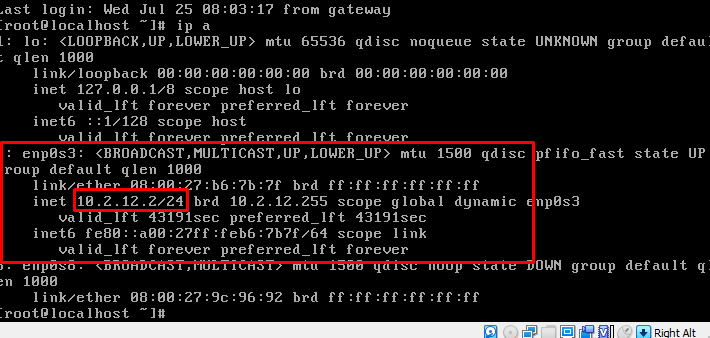 Last login: Wed Jul 25 08:03:17 from gateway
[root@localhost ~]# ip a
1: lo: <LOOPBACK,UP,LOWER_UP> mtu 65536 qdisc noqueue state UNKNOWN group defau
lt qlen 1000
    link/loopback 00:00:00:00:00:00 brd 00:00:00:00:00:00
    inet 127.0.0.1/8 scope host lo
       valid_lft forever preferred_lft forever
    inet6 ::1/128 scope host
       valid_lft forever preferred_lft forever
: enp0s3: <BROADCAST,MULTICAST,UP,LOWER_UP> mtu 1500 qdisc pfifo_fast state UP
group default qlen 1000
    link/ether 08:00:27:b6:7b:7f brd ff:ff:ff:ff:ff:ff
    inet 10.2.12.2/24 brd 10.2.12.255 scope global dynamic enp0s3
       valid_lft 43191sec preferred_lft 43191sec
    inet6 fe80::a00:27ff:feb6:7b7f/64 scope link
       valid_lft forever preferred_lft forever
: enp0s8: <BROADCAST,MULTICAST> mtu 1500 qdisc noop state DOWN group default ql
en 1000
    link/ether 08:00:27:9c:96:92 brd ff:ff:ff:ff:ff:ff
[root@localhost ~]#
Right Alt